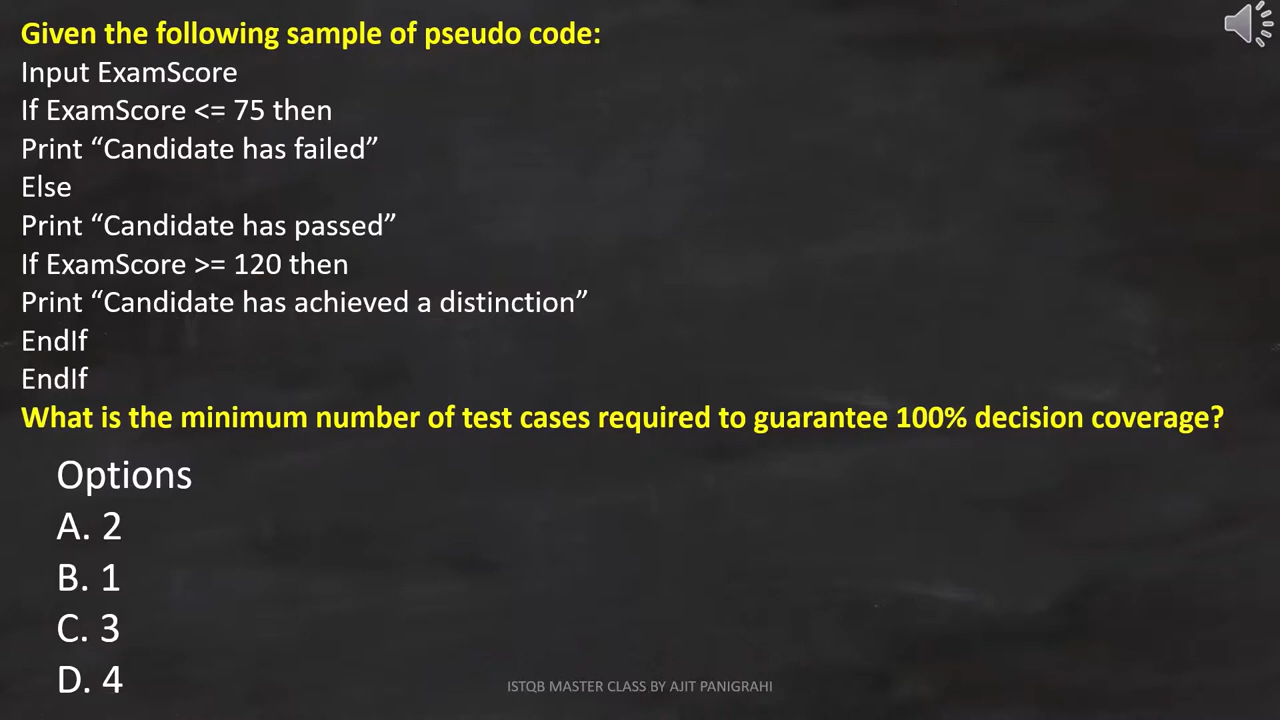 Given the following sample of pseudo code:
Input ExamScore
If ExamScore <= 75 then
Print “Candidate has failed”
Else
Print “Candidate has passed”
If ExamScore >= 120 then
Print “Candidate has achieved a distinction”
EndIf
EndIf
What is the minimum number of test cases required to guarantee 100% decision coverage?
Options
A. 2
B. 1
C. 3
D. 4
ISTQB MASTER CLASS BY AJIT PANIGRAHI